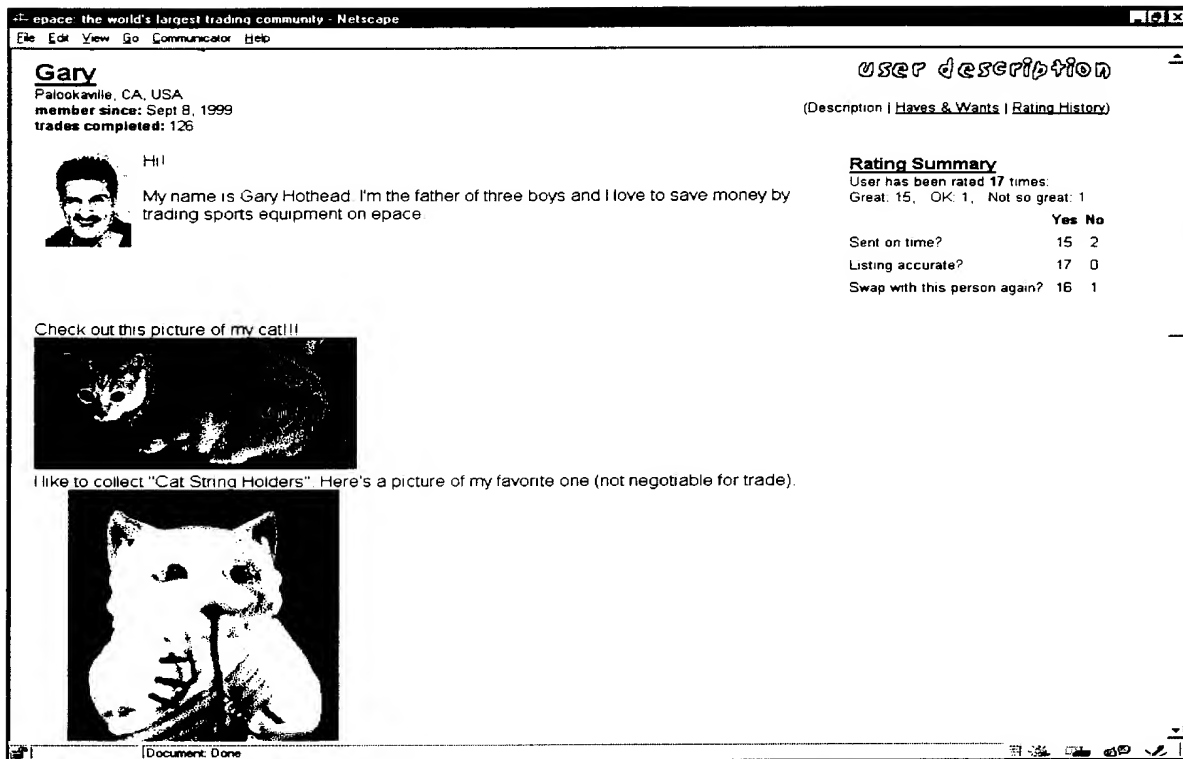 epace: the world's largest trading community - Netscape
File Edit View Go Communicator Help
Gary
Palookaville, CA, USA
member since: Sept 8, 1999
trades completed: 126
user description
(Description | Haves & Wants | Rating History)
Hi!
My name is Gary Hothead. I'm the father of three boys and I love to save money by
trading sports equipment on epace.
Rating Summary
User has been rated 17 times:
Great: 15, OK: 1, Not so great: 1
Yes No
Sent on time? 15 2
Listing accurate? 17 0
Swap with this person again? 16 1
Check out this picture of my cat!!!
I like to collect "Cat String Holders". Here's a picture of my favorite one (not negotiable for trade).
Document: Done